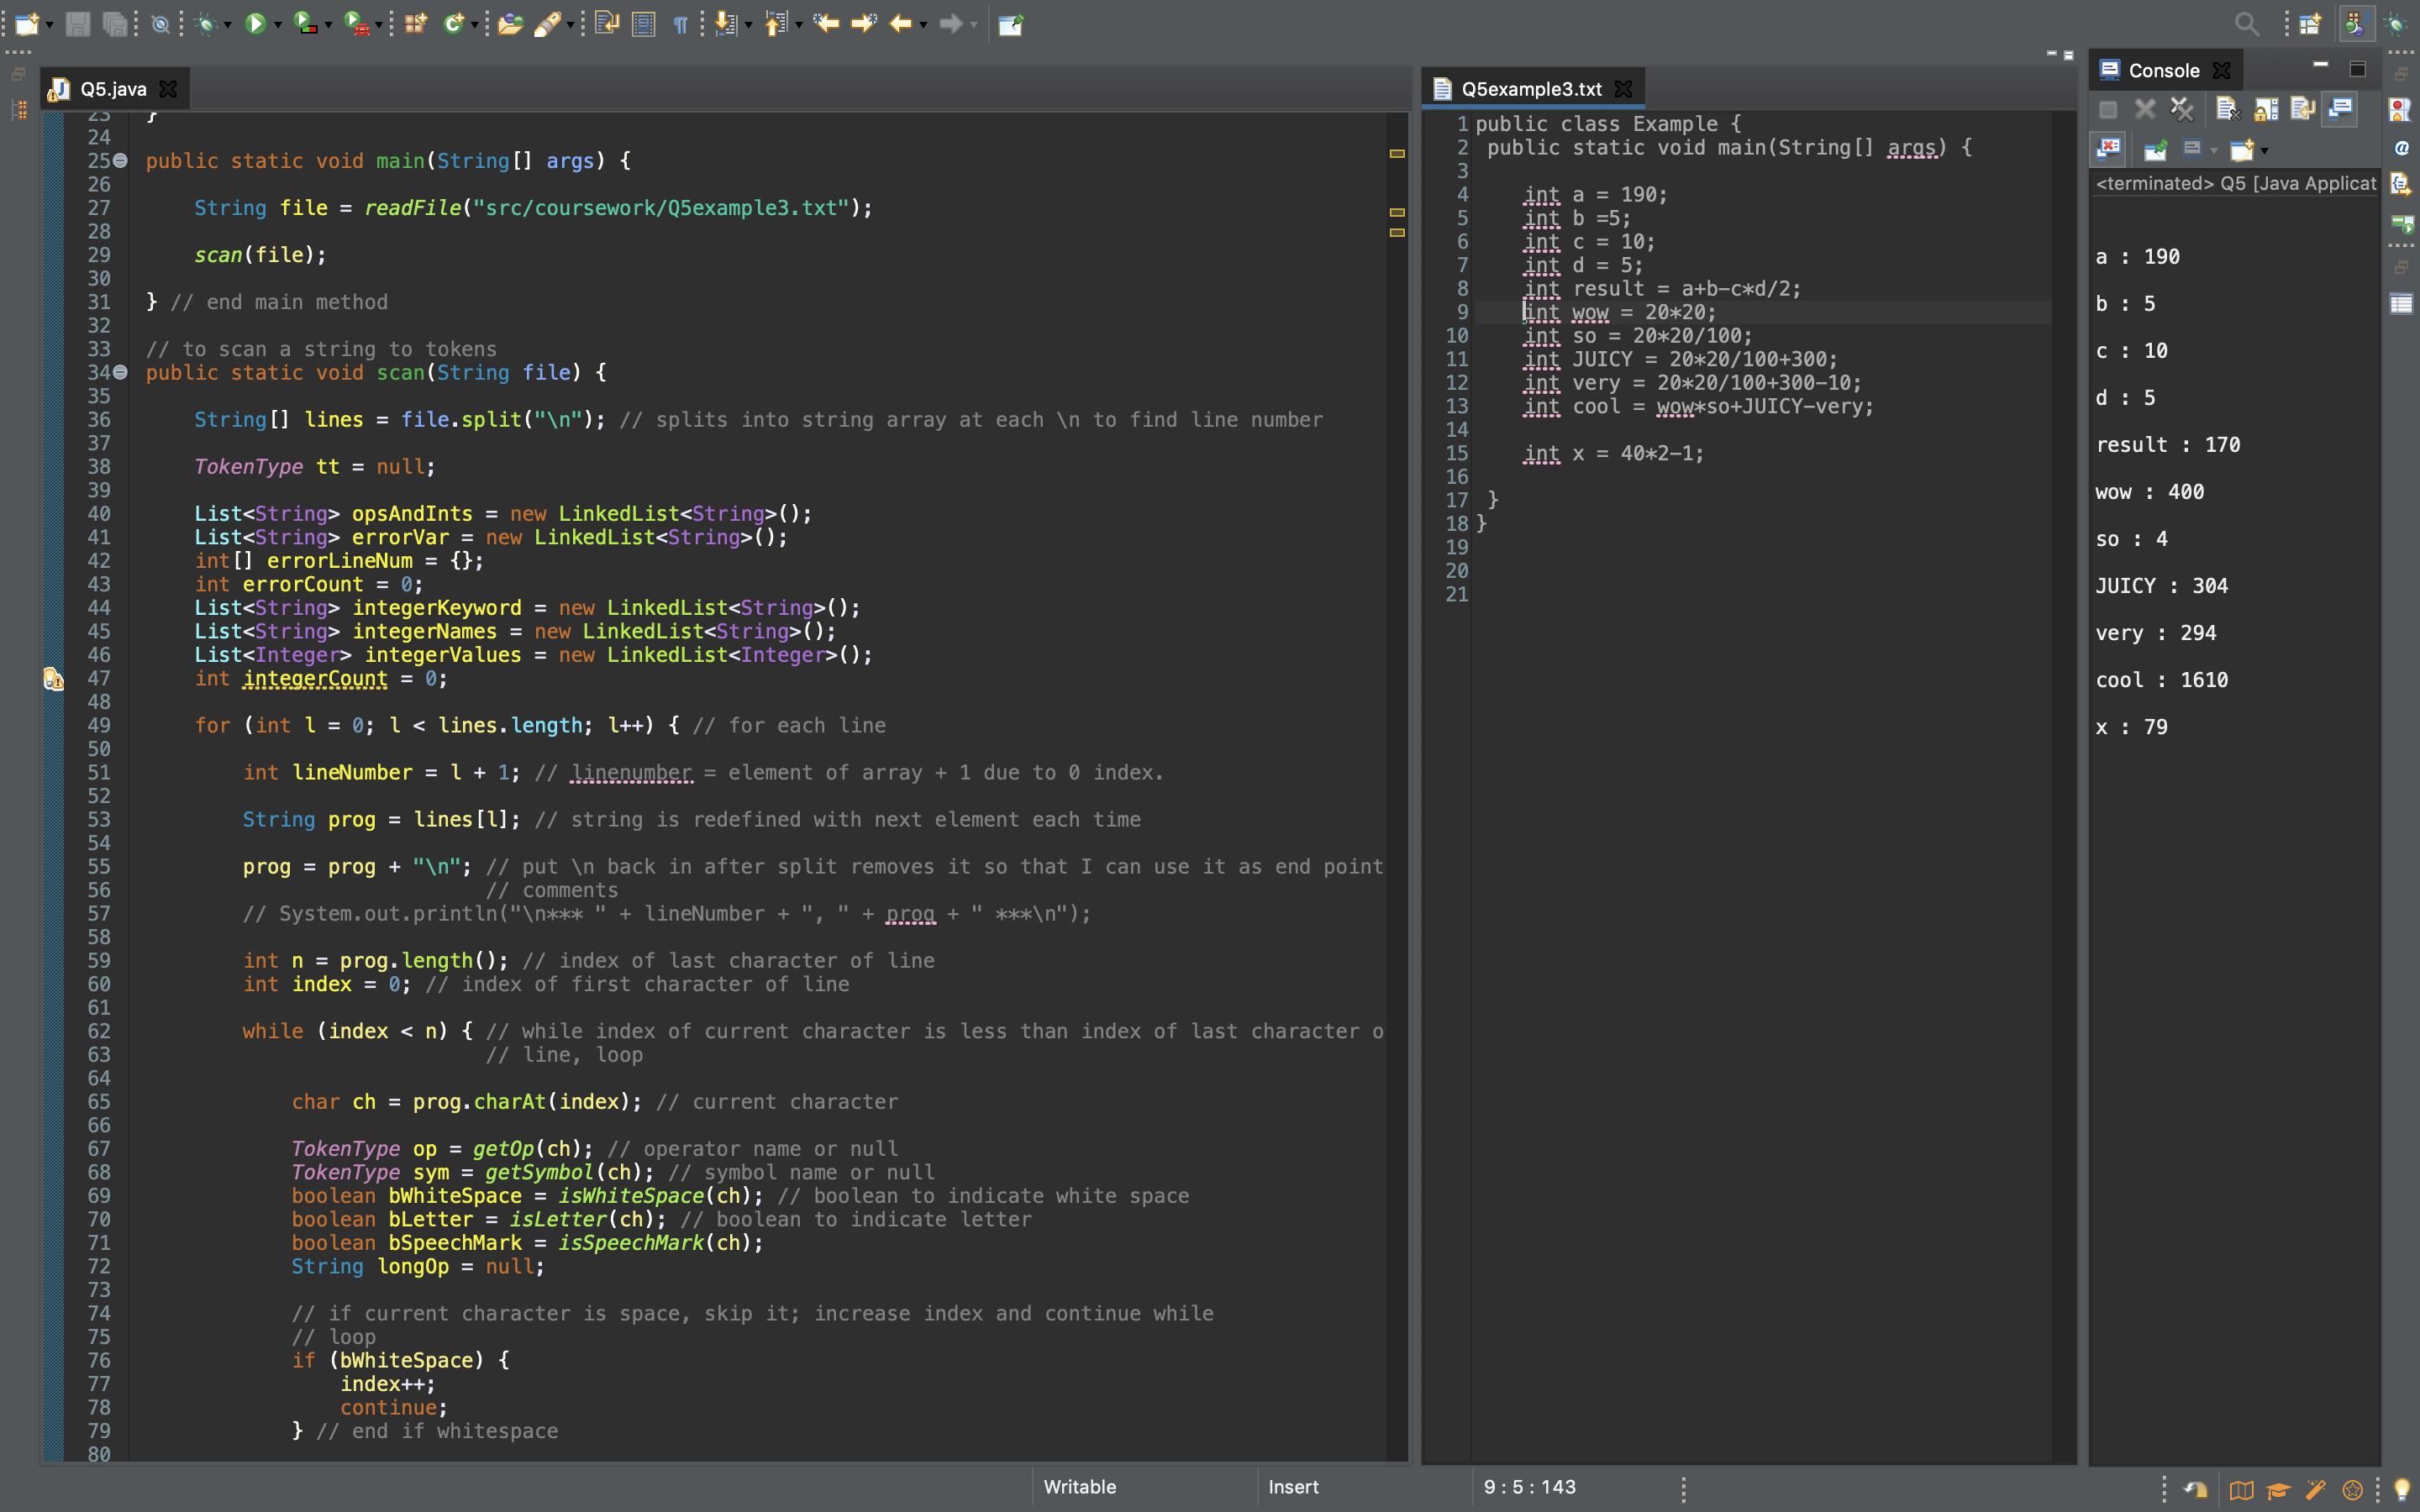 Q5.java
23 }
24
25 public static void main(String[] args) {
26
27 String file = readFile("src/coursework/Q5example3.txt");
28
29 scan(file);
30
31 } // end main method
32
33 // to scan a string to tokens
34 public static void scan(String file) {
35
36 String[] lines = file.split("\n"); // splits into string array at each \n to find line number
37
38 TokenType tt = null;
39
40 List<String> opsAndInts = new LinkedList<String>();
41 List<String> errorVar = new LinkedList<String>();
42 int[] errorLineNum = {};
43 int errorCount = 0;
44 List<String> integerKeyword = new LinkedList<String>();
45 List<String> integerNames = new LinkedList<String>();
46 List<Integer> integerValues = new LinkedList<Integer>();
47 int integerCount = 0;
48
49 for (int l = 0; l < lines.length; l++) { // for each line
50
51 int lineNumber = l + 1; // linenumber = element of array + 1 due to 0 index.
52
53 String prog = lines[l]; // string is redefined with next element each time
54
55 prog = prog + "\n"; // put \n back in after split removes it so that I can use it as end point
56 // comments
57 // System.out.println("\n*** " + lineNumber + ", " + prog + " ***\n");
58
59 int n = prog.length(); // index of last character of line
60 int index = 0; // index of first character of line
61
62 while (index < n) { // while index of current character is less than index of last character o
63 // line, loop
64
65 char ch = prog.charAt(index); // current character
66
67 TokenType op = getOp(ch); // operator name or null
68 TokenType sym = getSymbol(ch); // symbol name or null
69 boolean bWhiteSpace = isWhiteSpace(ch); // boolean to indicate white space
70 boolean bLetter = isLetter(ch); // boolean to indicate letter
71 boolean bSpeechMark = isSpeechMark(ch);
72 String longOp = null;
73
74 // if current character is space, skip it; increase index and continue while
75 // loop
76 if (bWhiteSpace) {
77 index++;
78 continue;
79 } // end if whitespace
80
Q5example3.txt
1 public class Example {
2 public static void main(String[] args) {
3
4 int a = 190;
5 int b =5;
6 int c = 10;
7 int d = 5;
8 int result = a+b-c*d/2;
9 int wow = 20*20;
10 int so = 20*20/100;
11 int JUICY = 20*20/100+300;
12 int very = 20*20/100+300-10;
13 int cool = wow*so+JUICY-very;
14
15 int x = 40*2-1;
16
17 }
18 }
19
20
21
Console
<terminated> Q5 [Java Applicat
a : 190
b : 5
c : 10
d : 5
result : 170
wow : 400
so : 4
JUICY : 304
very : 294
cool : 1610
x : 79
Writable
Insert
9 : 5 : 143